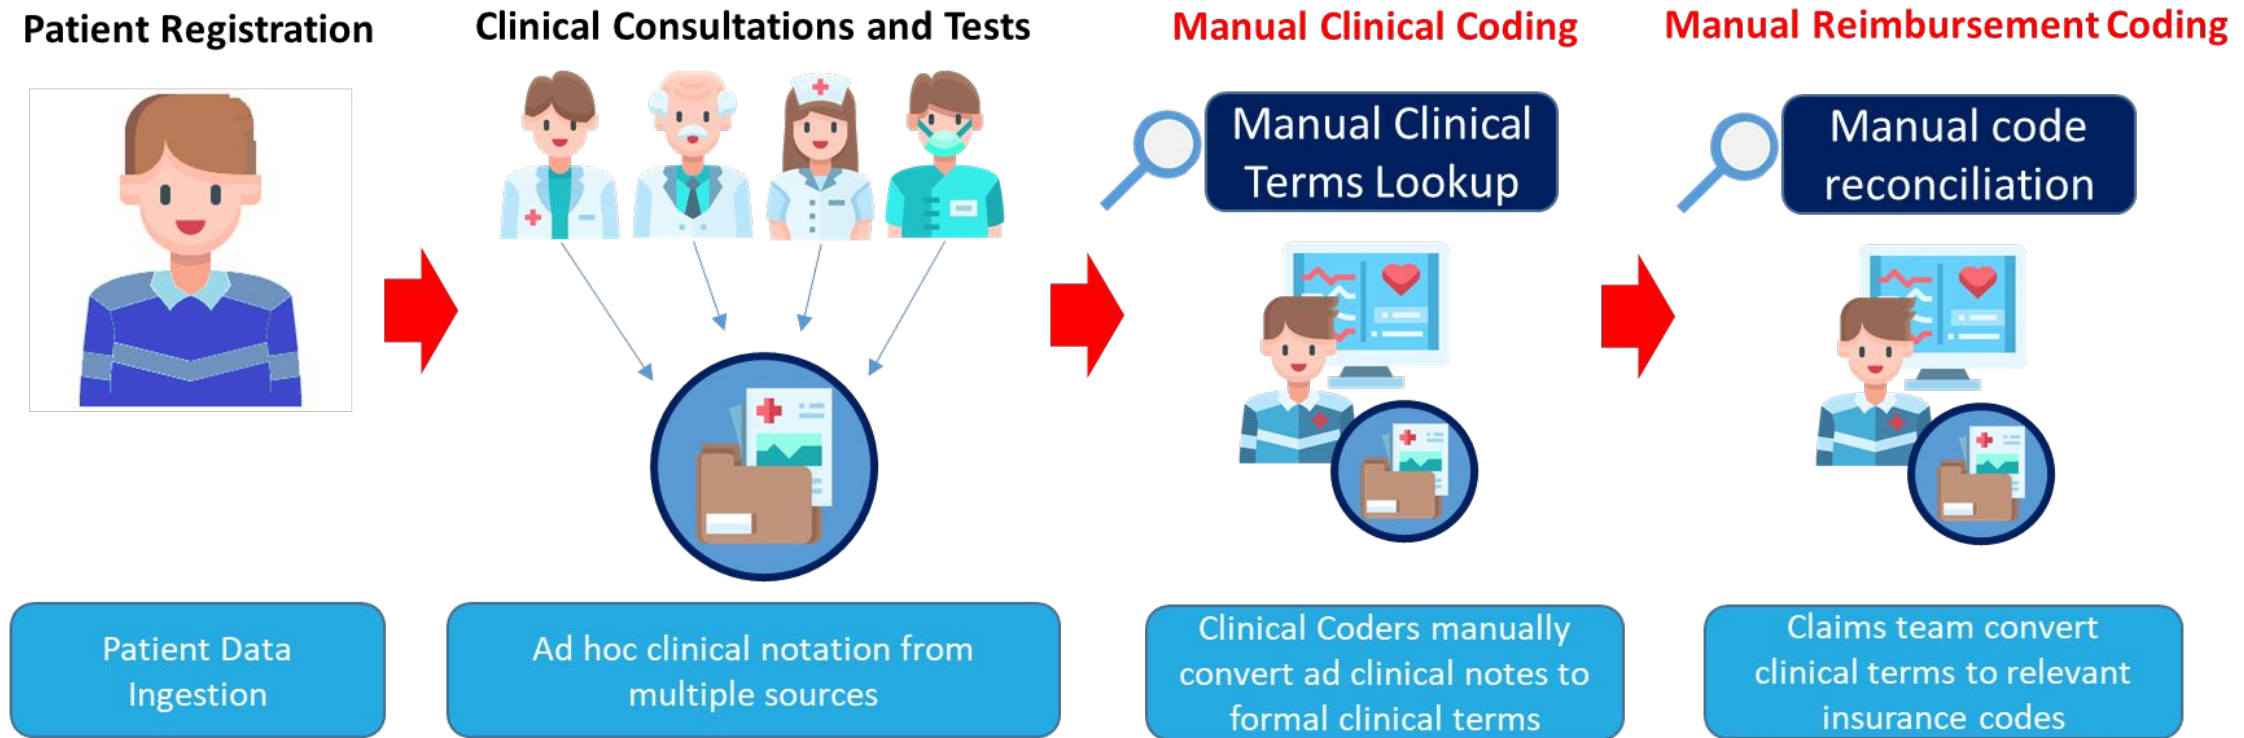 Patient Registration
Clinical Consultations and Tests
Manual Clinical Coding
Manual Reimbursement Coding
Manual Clinical
Terms Lookup
Manual code
reconciliation
Patient Data
Ingestion
Ad hoc clinical notation from
multiple sources
Clinical Coders manually
convert ad clinical notes to
formal clinical terms
Claims team convert
clinical terms to relevant
insurance codes